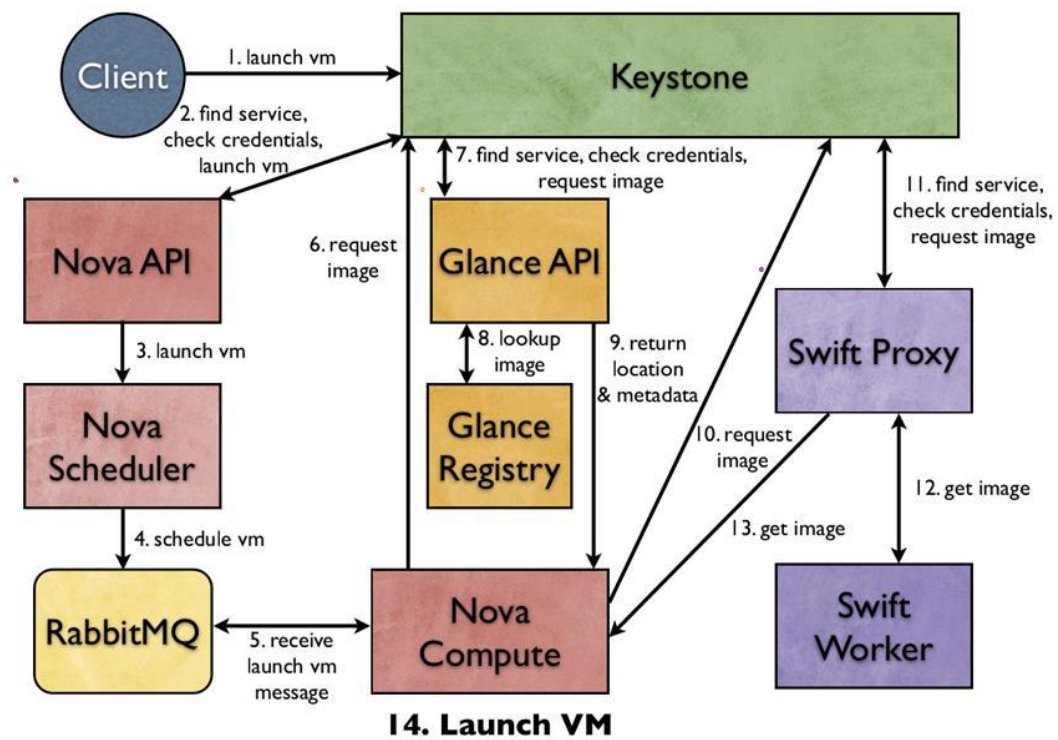 Client
1. launch vm
Keystone
2. find service,
check credentials,
launch vm
7. find service, check credentials,
request image
11. find service,
check credentials,
request image
Nova API
6. request
image
Glance API
3. launch vm
8. lookup
image
9. return
location
& metadata
Swift Proxy
Nova
Scheduler
Glance
Registry
10. request
image
4. schedule vm
13. get image
12. get image
RabbitMQ
5. receive
launch vm
message
Nova
Compute
Swift
Worker
14. Launch VM